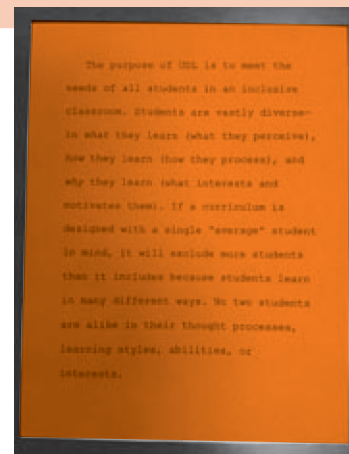 The purpose of UDL is to meet the
needs of all students in an inclusive
classroom. Students are vastly diverse—
in what they learn (what they perceive),
how they learn (how they process), and
why they learn (what interests and
motivates them). If a curriculum is
designed with a single "average" student
in mind, it will exclude more students
than it includes because students learn
in many different ways. No two students
are alike in their thought processes,
learning styles, abilities, or
interests.